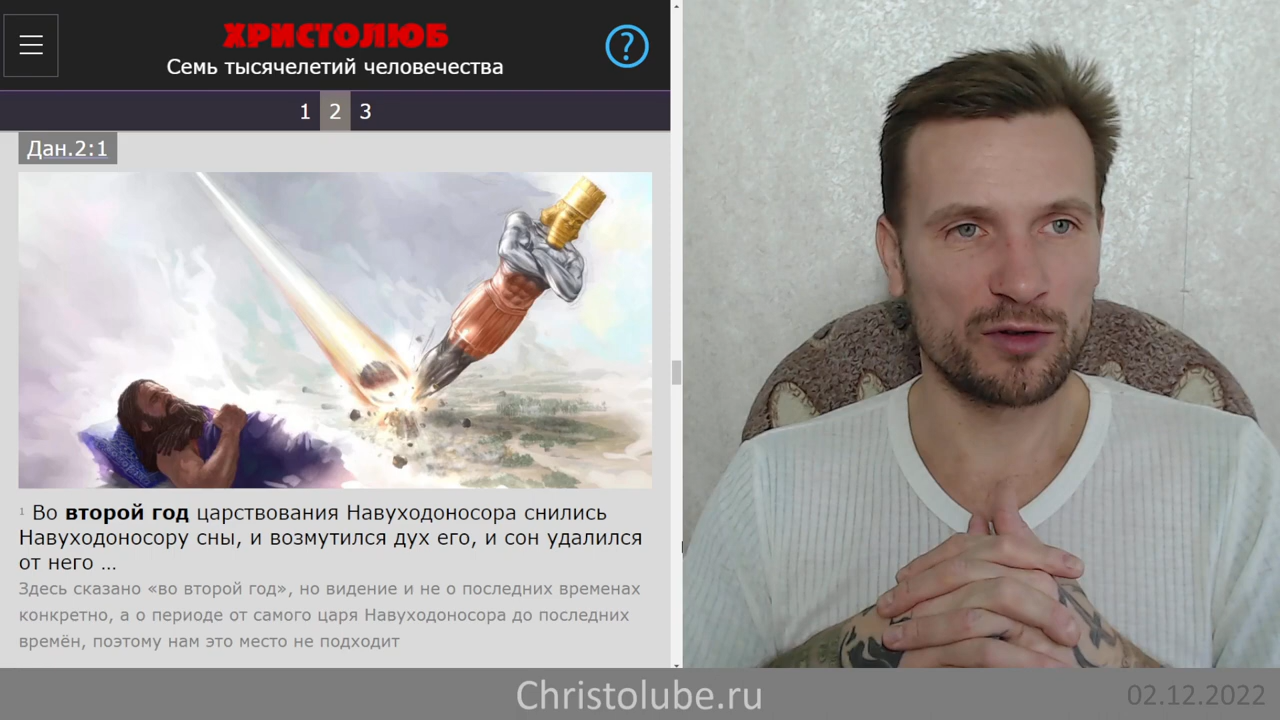 ХРИСТОЛЮБ
Семь тысячелетий человечества
?
1 2 3
Дан.2:1
1 Во второй год царствования Навуходоносора снились
Навуходоносору сны, и возмутился дух его, и сон удалился
от него ...
Здесь сказано «во второй год», но видение и не о последних временах
конкретно, а о периоде от самого царя Навуходоносора до последних
времён, поэтому нам это место не подходит
Christolube.ru
02.12.2022